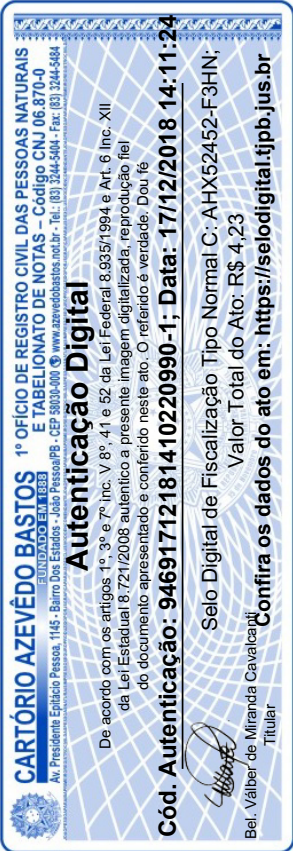 CARTÓRIO AZEVÊDO BASTOS
FUNDADO EM 1888
1º OFÍCIO DE REGISTRO CIVIL DAS PESSOAS NATURAIS
E TABELIONATO DE NOTAS – Código CNJ 06.870-0
Av. Presidente Epitácio Pessoa, 1145 - Bairro Dos Estados - João Pessoa/PB - CEP 58030-000 www.azevedobastos.not.br - Tel.: (83) 3244-5404 - Fax: (83) 3244-5484
Autenticação Digital
De acordo com os artigos 1º, 3º e 7º inc. V 8º, 41 e 52 da Lei Federal 8.935/1994 e Art. 6 Inc. XII
da Lei Estadual 8.721/2008 autentico a presente imagem digitalizada, reprodução fiel
do documento apresentado e conferido neste ato. O referido é verdade. Dou fé
Cód. Autenticação: 94691712181410220990-1; Data: 17/12/2018 14:11:24
Selo Digital de Fiscalização Tipo Normal C: AHX52452-F3HN;
Valor Total do Ato: R$ 4,23
Bel. Válber de Miranda Cavalcanti
Titular
Confira os dados do ato em: https://selodigital.tjpb.jus.br